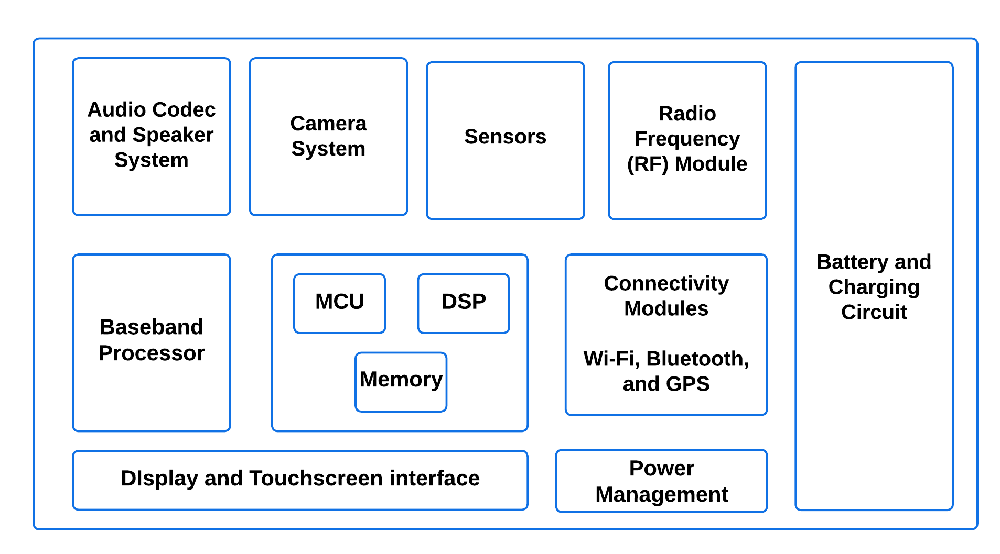 Audio Codec
and Speaker
System
Camera
System
Sensors
Radio
Frequency
(RF) Module
Battery and
Charging
Circuit
Baseband
Processor
MCU
DSP
Memory
Connectivity
Modules
Wi-Fi, Bluetooth,
and GPS
DIsplay and Touchscreen interface
Power
Management